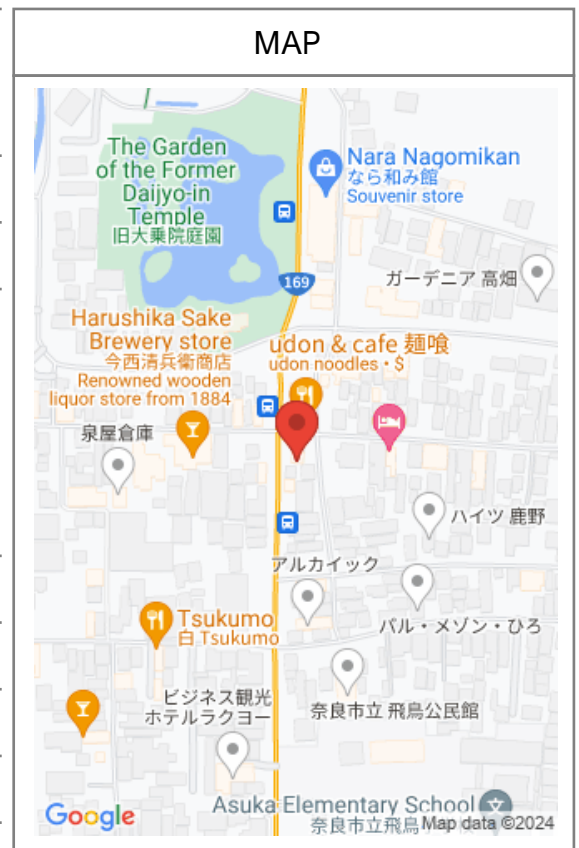 MAP
The Garden
of the Former
Daijyo-in
Temple
旧大乗院庭園
Nara Nagomikan
なら和み館
Souvenir store
169
ガーデニア 高畑
Harushika Sake
Brewery store
今西清兵衛商店
Renowned wooden
liquor store from 1884
udon & cafe 麺喰
udon noodles • $
泉屋倉庫
ハイツ 鹿野
アルカイック
パル・メゾン・ひろ
Tsukumo
白 Tsukumo
ビジネス観光
ホテルラクヨー
奈良市立 飛鳥公民館
Asuka Elementary School
文
奈良市立飛鳥
Google
Map data ©2024